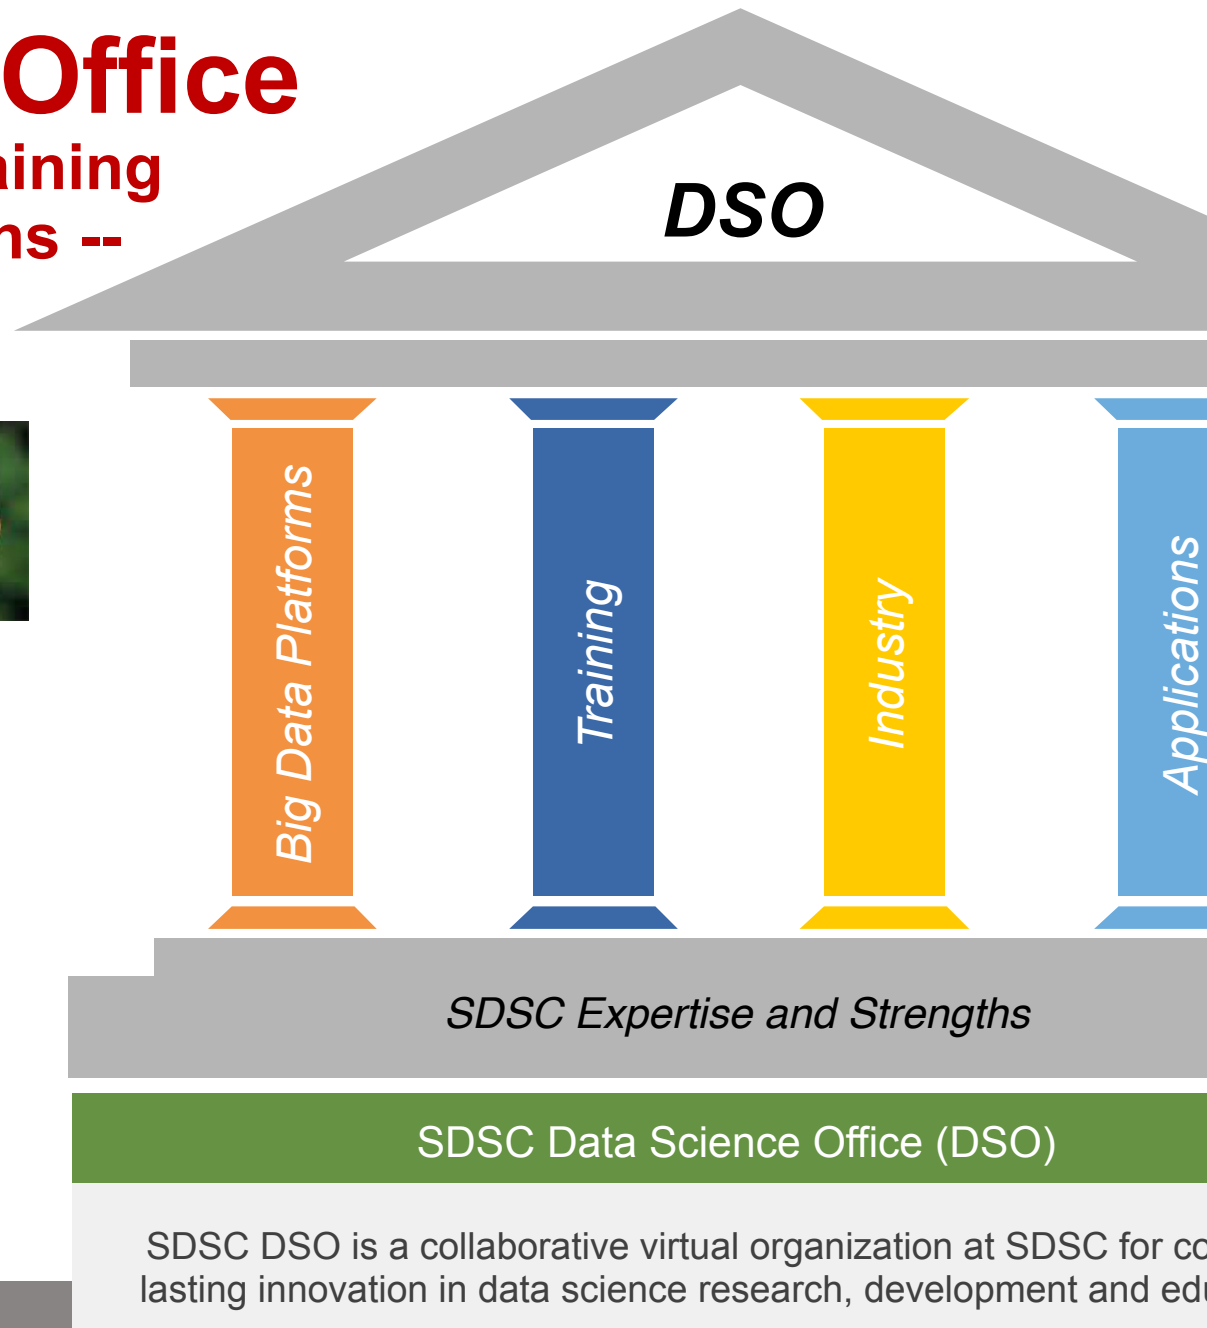 Office
aining
ns --
DSO
Big Data Platforms
Training
Industry
Applications
SDSC Expertise and Strengths
SDSC Data Science Office (DSO)
SDSC DSO is a collaborative virtual organization at SDSC for co
lasting innovation in data science research, development and edu